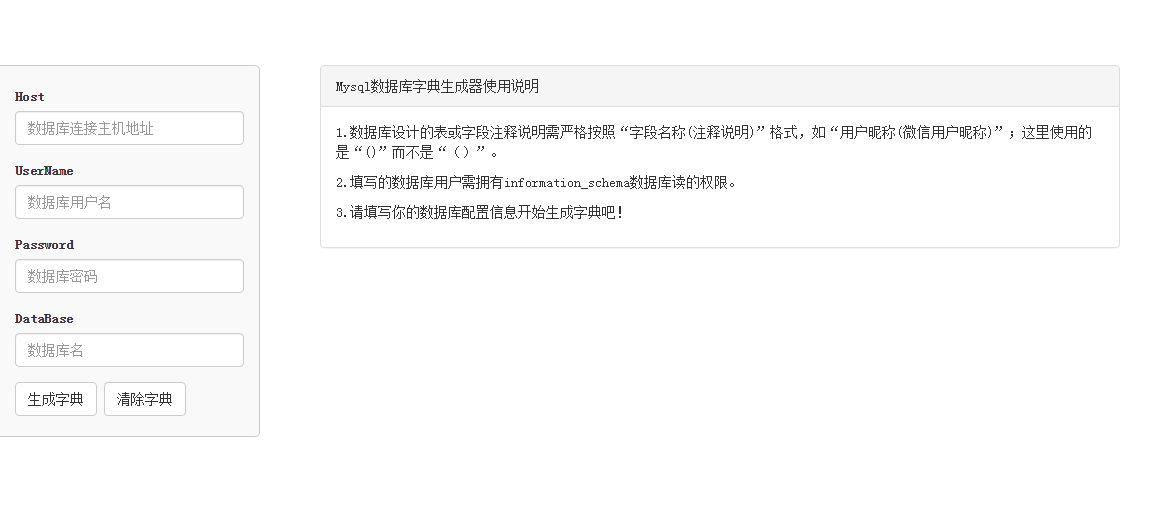 Host
数据库连接主机地址
UserName
数据库用户名
Password
数据库密码
DataBase
数据库名
生成字典 清除字典
Mysql数据库字典生成器使用说明
1.数据库设计的表或字段注释说明需严格按照“字段名称(注释说明)”格式，如“用户昵称(微信用户昵称)”；这里使用的
是“()”而不是“（）”。
2.填写的数据库用户需拥有information_schema数据库读的权限。
3.请填写你的数据库配置信息开始生成字典吧！